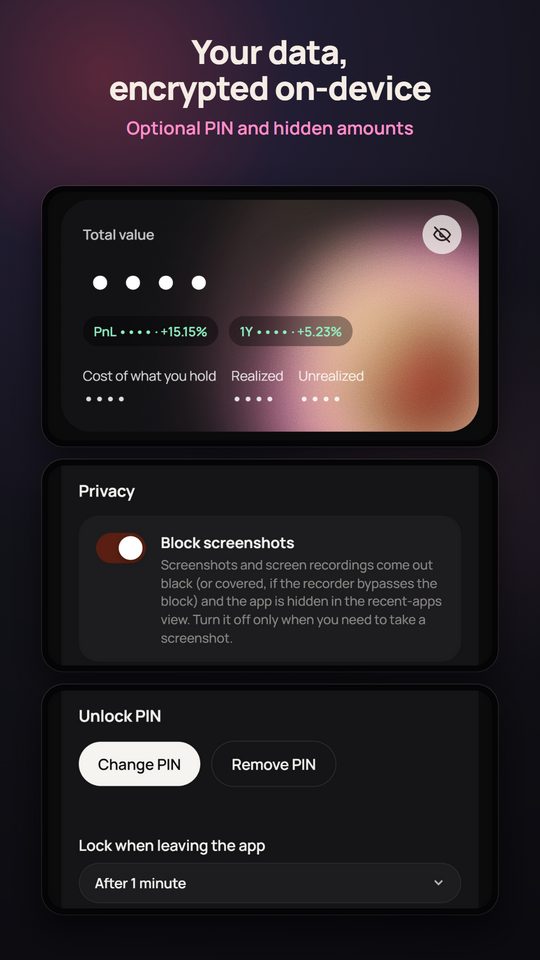 Your data,
encrypted on-device
Optional PIN and hidden amounts
Total value
• • • •
PnL • • • • · +15.15%
1Y • • • • · +5.23%
Cost of what you hold
Realized
Unrealized
• • • •
• • • •
• • • •
Privacy
Block screenshots
Screenshots and screen recordings come out
black (or covered, if the recorder bypasses the
block) and the app is hidden in the recent-apps
view. Turn it off only when you need to take a
screenshot.
Unlock PIN
Change PIN
Remove PIN
Lock when leaving the app
After 1 minute